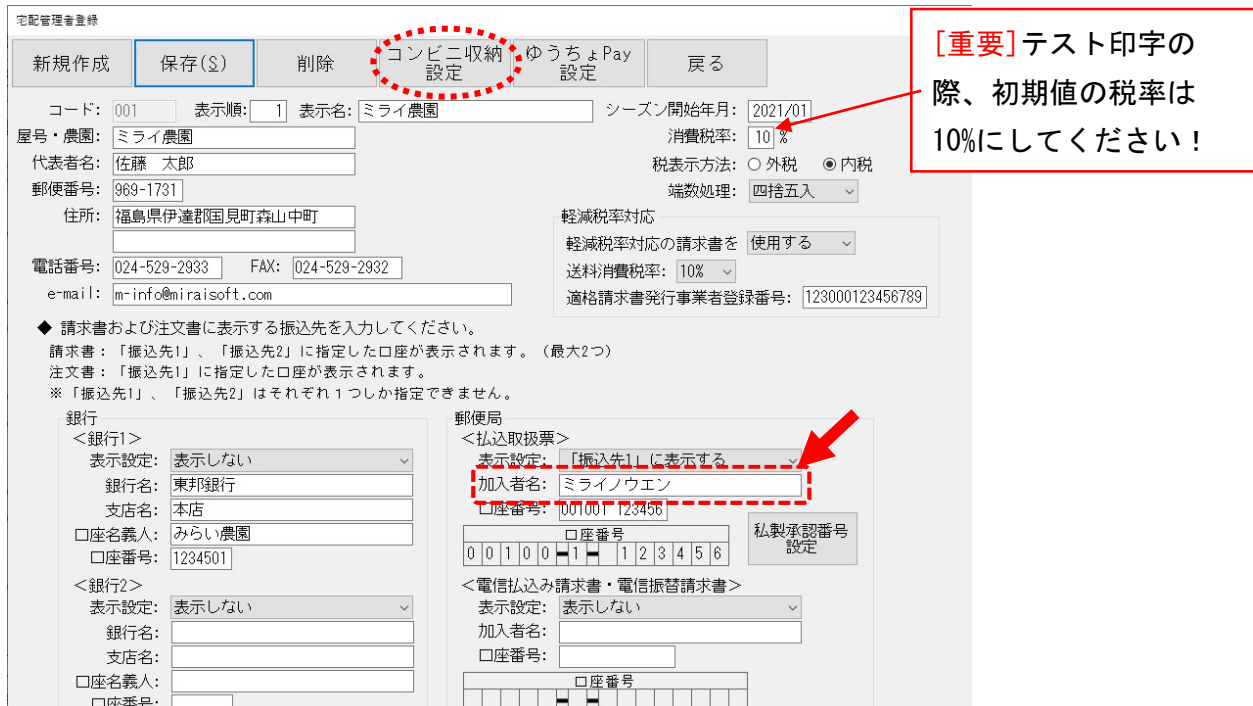 宅配管理者登録
新規作成 保存(S) 削除 コンビニ収納設定 ゆうちょPay設定 戻る
[重要]テスト印字の
際、初期値の税率は
10%にしてください！
コード: 001 表示順: 1 表示名: ミライ農園 シーズン開始年月: 2021/01
屋号・農園: ミライ農園 消費税率: 10 %
代表者名: 佐藤 太郎 税表示方法: 外税 内税
郵便番号: 969-1731 端数処理: 四捨五入
住所: 福島県伊達郡国見町森山中町 軽減税率対応
軽減税率対応の請求書を 使用する
電話番号: 024-529-2933 FAX: 024-529-2932 送料消費税率: 10%
e-mail: m-info@miraisoft.com 適格請求書発行事業者登録番号: 123000123456789
◆ 請求書および注文書に表示する振込先を入力してください。
請求書：「振込先1」、「振込先2」に指定した口座が表示されます。（最大2つ）
注文書：「振込先1」に指定した口座が表示されます。
※「振込先1」、「振込先2」はそれぞれ１つしか指定できません。
銀行 郵便局
<銀行1> <払込取扱票>
表示設定: 表示しない 表示設定: 「振込先1」に表示する
銀行名: 東邦銀行 加入者名: ミライノウエン
支店名: 本店 口座番号: 001001 123456
口座名義人: みらい農園 口座番号 私製承認番号設定
口座番号: 1234501 00100-1- 123456
<銀行2> <電信払込み請求書・電信振替請求書>
表示設定: 表示しない 表示設定: 表示しない
銀行名: 加入者名:
支店名: 口座番号:
口座名義人: 口座番号
口座番号: